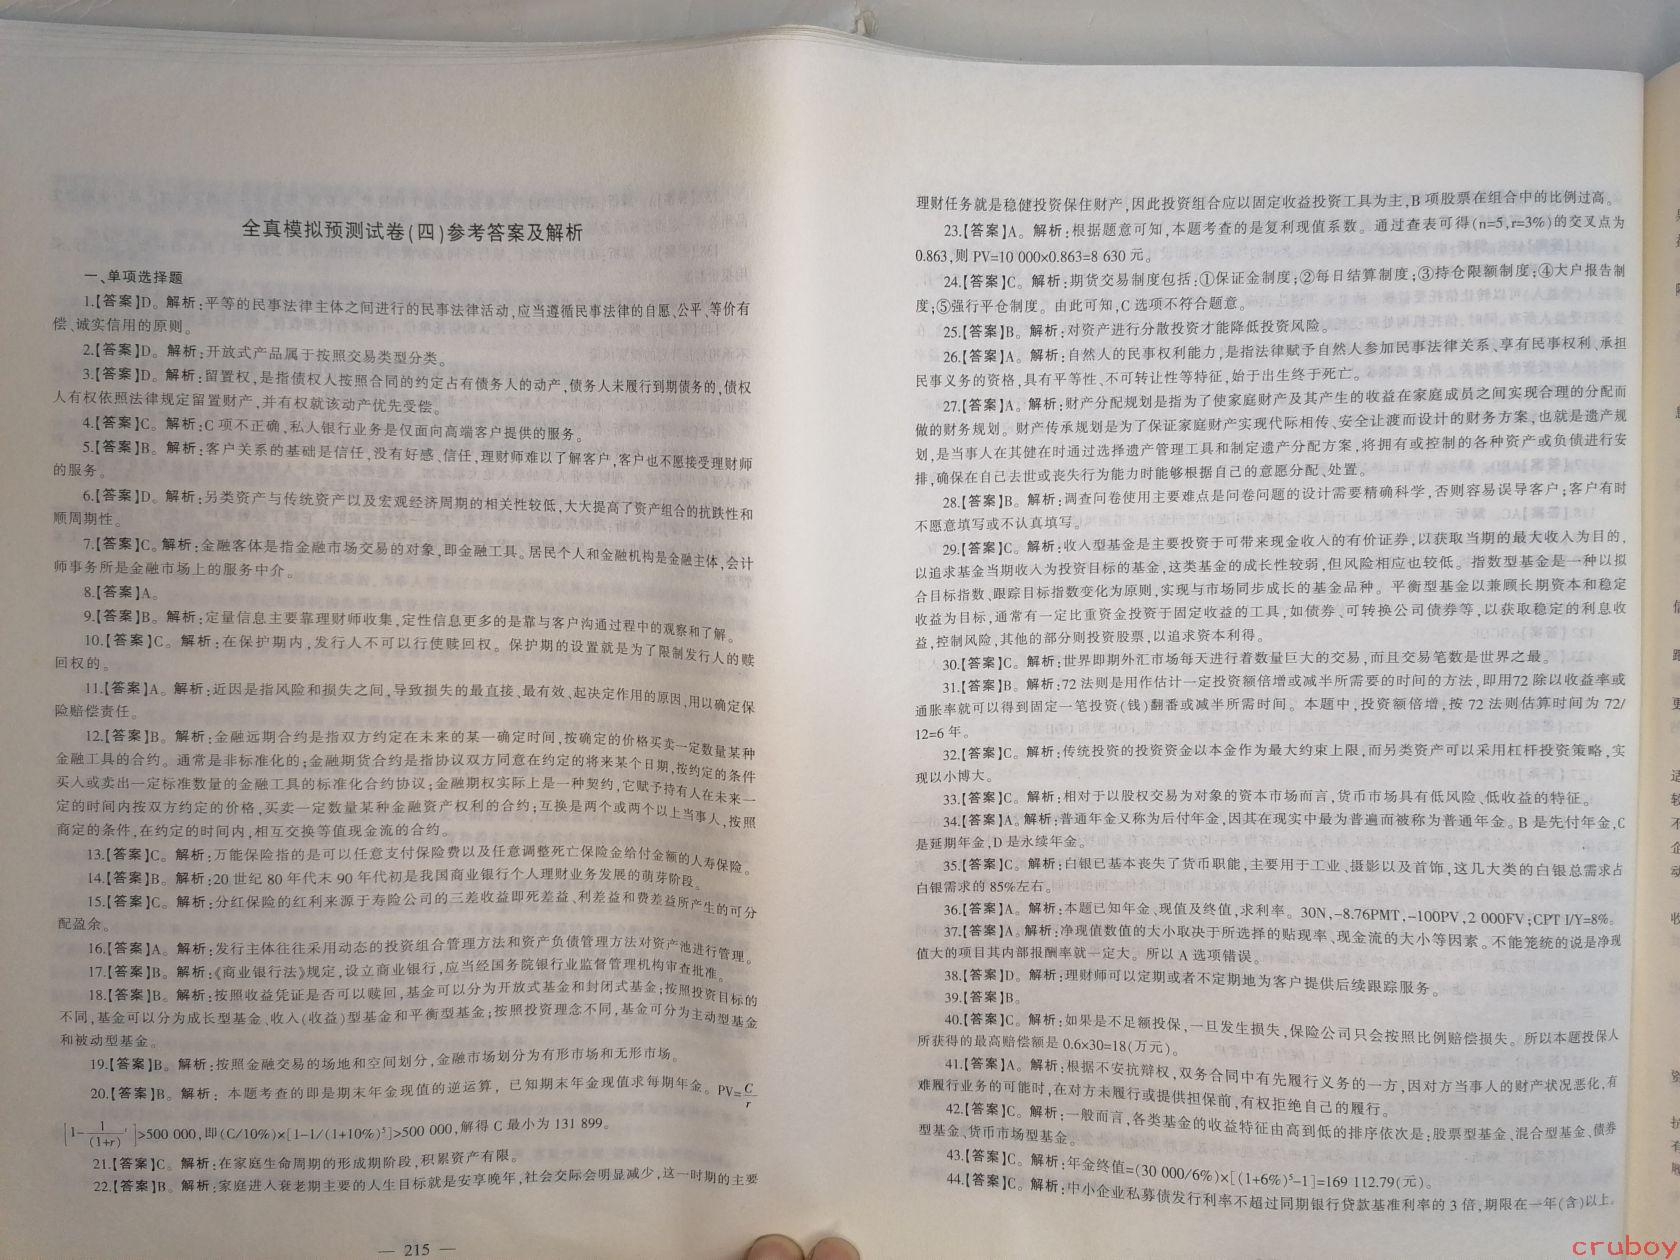 全真模拟预测试卷(四)参考答案及解析
一、单项选择题
1.【答案】D。解析:平等的民事法律主体之间进行的民事法律活动,应当遵循民事法律的自愿、公平、等价有
偿、诚实信用的原则。
2.【答案】D。解析:开放式产品属于按照交易类型分类。
3.【答案】D。解析:留置权,是指债权人按照合同的约定占有债务人的动产,债务人未履行到期债务的,债权
人有权依照法律规定留置财产,并有权就该动产优先受偿。
4.【答案】C。解析:C项不正确,私人银行业务是仅面向高端客户提供的服务。
5.【答案】B。解析:客户关系的基础是信任,没有好感、信任,理财师难以了解客户,客户也不愿接受理财师
的服务。
6.【答案】D。解析:另类资产与传统资产以及宏观经济周期的相关性较低,大大提高了资产组合的抗跌性和
顺周期性。
7.【答案】C。解析:金融客体是指金融市场交易的对象,即金融工具。居民个人和金融机构是金融主体,会计
师事务所是金融市场上的服务中介。
8.【答案】A。
9.【答案】B。解析:定量信息主要靠理财师收集,定性信息更多的是靠与客户沟通过程中的观察和了解。
10.【答案】C。解析:在保护期内,发行人不可以行使赎回权。保护期的设置就是为了限制发行人的赎
回权的。
11.【答案】A。解析:近因是指风险和损失之间,导致损失的最直接、最有效、起决定作用的原因,用以确定保
险赔偿责任。
12.【答案】B。解析:金融远期合约是指双方约定在未来的某一确定时间,按确定的价格买卖一定数量某种
金融工具的合约。通常是非标准化的;金融期货合约是指协议双方同意在约定的将来某个日期,按约定的条件
买入或卖出一定标准数量的金融工具的标准化合约协议;金融期权实际上是一种契约,它赋予持有人在未来一
定的时间内按双方约定的价格,买卖一定数量某种金融资产权利的合约;互换是两个或两个以上当事人,按照
商定的条件,在约定的时间内,相互交换等值现金流的合约。
13.【答案】C。解析:万能保险指的是可以任意支付保险费以及任意调整死亡保险金给付金额的人寿保险。
14.【答案】B。解析:20世纪80年代末90年代初是我国商业银行个人理财业务发展的萌芽阶段。
15.【答案】C。解析:分红保险的红利来源于寿险公司的三差收益即死差益、利差益和费差益所产生的可分
配盈余。
16.【答案】A。解析:发行主体往往采用动态的投资组合管理方法和资产负债管理方法对资产池进行管理。
17.【答案】B。解析:《商业银行法》规定,设立商业银行,应当经国务院银行业监督管理机构审查批准。
18.【答案】B。解析:按照收益凭证是否可以赎回,基金可以分为开放式基金和封闭式基金;按照投资目标的
不同,基金可以分为成长型基金、收入(收益)型基金和平衡型基金;按照投资理念不同,基金可分为主动型基金
和被动型基金。
19.【答案】B。解析:按照金融交易的场地和空间划分,金融市场划分为有形市场和无形市场。
20.【答案】B。解析:本题考查的即是期末年金现值的逆运算,已知期末年金现值求每期年金。PV=C/r
[1-1/(1+r)^t]>500 000,即(C/10%)×[1-1/(1+10%)^5]>500 000,解得C最小为131 899。
21.【答案】C。解析:在家庭生命周期的形成期阶段,积累资产有限。
22.【答案】B。解析:家庭进入衰老期主要的人生目标就是安享晚年,社会交际会明显减少,这一时期的主要
— 215 —
理财任务就是稳健投资保住财产,因此投资组合应以固定收益投资工具为主,B项股票在组合中的比例过高。
23.【答案】A。解析:根据题意可知,本题考查的是复利现值系数。通过查表可得(n=5,r=3%)的交叉点为
0.863,则PV=10 000×0.863=8 630元。
24.【答案】C。解析:期货交易制度包括:①保证金制度;②每日结算制度;③持仓限额制度;④大户报告制
度;⑤强行平仓制度。由此可知,C选项不符合题意。
25.【答案】B。解析:对资产进行分散投资才能降低投资风险。
26.【答案】A。解析:自然人的民事权利能力,是指法律赋予自然人参加民事法律关系、享有民事权利、承担
民事义务的资格,具有平等性、不可转让性等特征,始于出生终于死亡。
27.【答案】A。解析:财产分配规划是指为了使家庭财产及其产生的收益在家庭成员之间实现合理的分配而
做的财务规划。财产传承规划是为了保证家庭财产实现代际相传、安全让渡而设计的财务方案,也就是遗产规
划,是当事人在其健在时通过选择遗产管理工具和制定遗产分配方案,将拥有或控制的各种资产或负债进行安
排,确保在自己去世或丧失行为能力时能够根据自己的意愿分配、处置。
28.【答案】B。解析:调查问卷使用主要难点是问卷问题的设计需要精确科学,否则容易误导客户;客户有时
不愿意填写或不认真填写。
29.【答案】C。解析:收入型基金是主要投资于可带来现金收入的有价证券,以获取当期的最大收入为目的,
以追求基金当期收入为投资目标的基金,这类基金的成长性较弱,但风险相应也较低。指数型基金是一种以拟
合目标指数、跟踪目标指数变化为原则,实现与市场同步成长的基金品种。平衡型基金以兼顾长期资本和稳定
收益为目标,通常有一定比重资金投资于固定收益的工具,如债券、可转换公司债券等,以获取稳定的利息收
益,控制风险,其他的部分则投资股票,以追求资本利得。
30.【答案】C。解析:世界即期外汇市场每天进行着数量巨大的交易,而且交易笔数是世界之最。
31.【答案】B。解析:72法则是用作估计一定投资额倍增或减半所需要的时间的方法,即用72除以收益率或
通胀率就可以得到固定一笔投资(钱)翻番或减半所需时间。本题中,投资额倍增,按72法则估算时间为72/
12=6年。
32.【答案】C。解析:传统投资的投资资金以本金作为最大约束上限,而另类资产可以采用杠杆投资策略,实
现以小博大。
33.【答案】C。解析:相对于以股权交易为对象的资本市场而言,货币市场具有低风险、低收益的特征。
34.【答案】A。解析:普通年金又称为后付年金,因其在现实中最为普遍而被称为普通年金。B是先付年金,C
是延期年金,D是永续年金。
35.【答案】C。解析:白银已基本丧失了货币职能,主要用于工业、摄影以及首饰,这几大类的白银总需求占
白银需求的85%左右。
36.【答案】A。解析:本题已知年金、现值及终值,求利率。30N,-8.76PMT,-100PV,2 000FV;CPT I/Y=8%。
37.【答案】A。解析:净现值数值的大小取决于所选择的贴现率、现金流的大小等因素。不能笼统的说是净现
值大的项目其内部报酬率就一定大。所以A选项错误。
38.【答案】D。解析:理财师可以定期或者不定期地为客户提供后续跟踪服务。
39.【答案】B。
40.【答案】C。解析:如果是不足额投保,一旦发生损失,保险公司只会按照比例赔偿损失。所以本题投保人
所获得的最高赔偿额是0.6×30=18(万元)。
41.【答案】A。解析:根据不安抗辩权,双务合同中有先履行义务的一方,因对方当事人的财产状况恶化,有
难履行业务的可能时,在对方未履行或提供担保前,有权拒绝自己的履行。
42.【答案】C。解析:一般而言,各类基金的收益特征由高到低的排序依次是:股票型基金、混合型基金、债券
型基金、货币市场型基金。
43.【答案】C。解析:年金终值=(30 000/6%)×[(1+6%)^5-1]=169 112.79(元)。
44.【答案】C。解析:中小企业私募债发行利率不超过同期银行贷款基准利率的3倍,期限在一年(含)以上。
cruboy